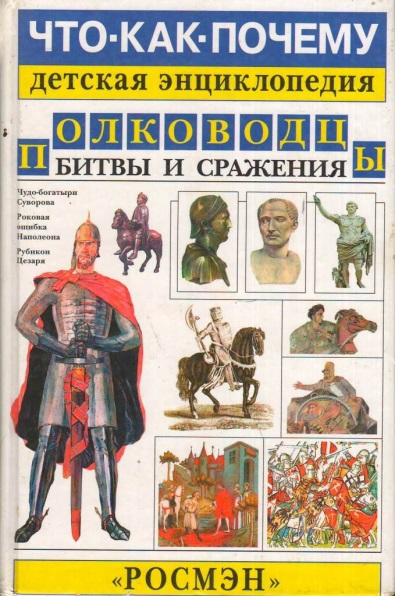 ЧТО·КАК·ПОЧЕМУ
детская энциклопедия
ПОЛКОВОДЦЫ
БИТВЫ И СРАЖЕНИЯ
Чудо-богатыри
Суворова
Роковая
ошибка
Наполеона
Рубикон
Цезаря
«РОСМЭН»